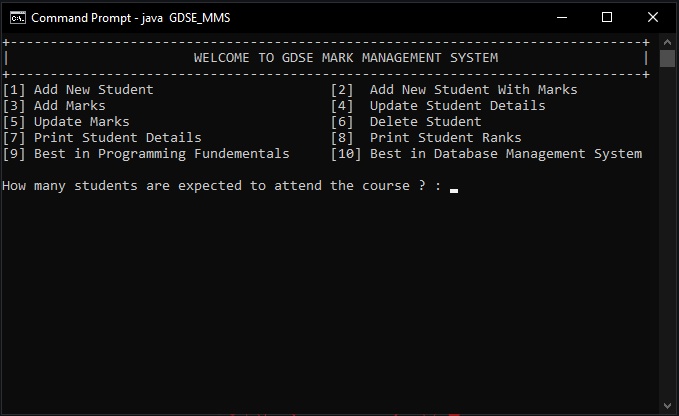 Command Prompt - java  GDSE_MMS
+-------------------------------------------------------------------------------+
|                       WELCOME TO GDSE MARK MANAGEMENT SYSTEM                  |
+-------------------------------------------------------------------------------+
[1] Add New Student                      [2]  Add New Student With Marks
[3] Add Marks                            [4]  Update Student Details
[5] Update Marks                         [6]  Delete Student
[7] Print Student Details                [8]  Print Student Ranks
[9] Best in Programming Fundementals     [10] Best in Database Management System
How many students are expected to attend the course ? :